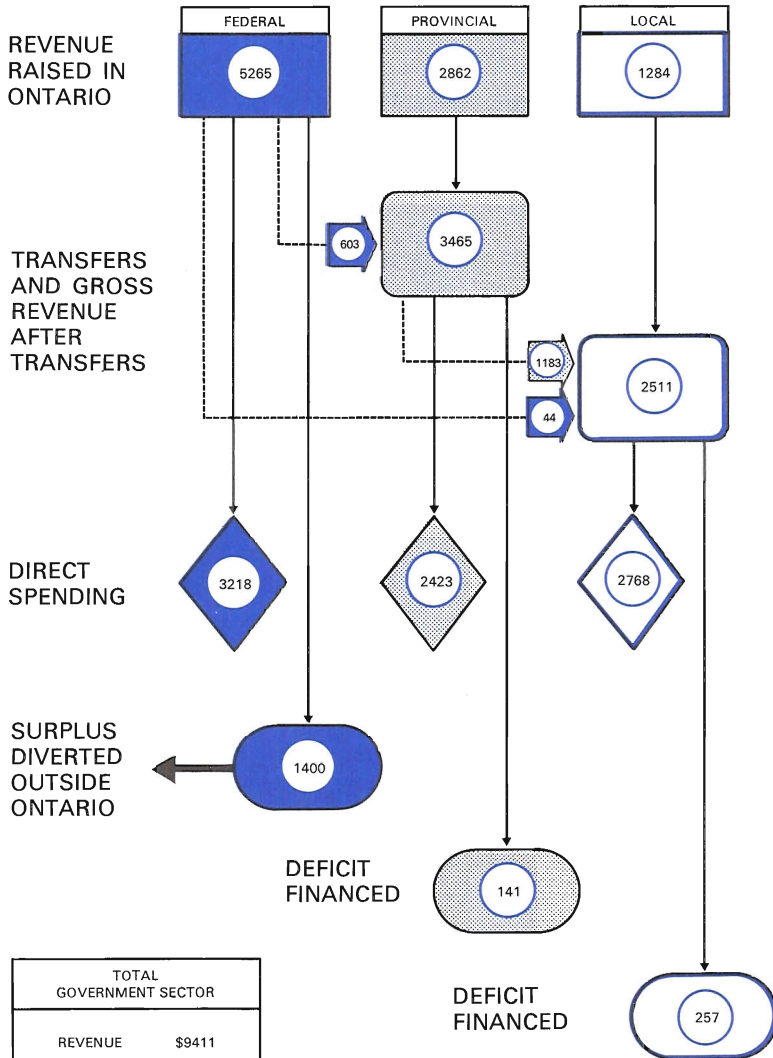 FEDERAL
PROVINCIAL
LOCAL
REVENUE
RAISED IN
ONTARIO
5265
2862
1284
TRANSFERS
AND GROSS
REVENUE
AFTER
TRANSFERS
603
3465
1183
44
2511
DIRECT
SPENDING
3218
2423
2768
SURPLUS
DIVERTED
OUTSIDE
ONTARIO
1400
DEFICIT
FINANCED
141
TOTAL
GOVERNMENT SECTOR
REVENUE $9411
DEFICIT
FINANCED
257